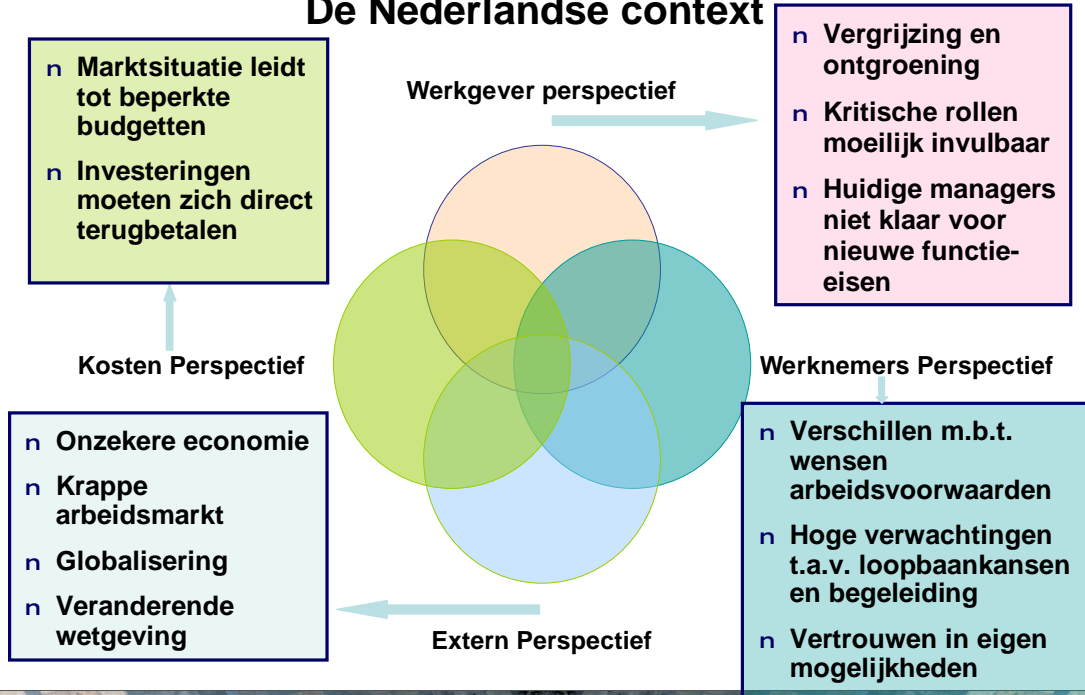 De Nederlandse context
n Marktsituatie leidt
tot beperkte
budgetten
n Investeringen
moeten zich direct
terugbetalen
Werkgever perspectief
n Vergrijzing en
ontgroening
n Kritische rollen
moeilijk invulbaar
n Huidige managers
niet klaar voor
nieuwe functie-
eisen
Kosten Perspectief
Werknemers Perspectief
n Onzekere economie
n Krappe
arbeidsmarkt
n Globalisering
n Veranderende
wetgeving
Extern Perspectief
n Verschillen m.b.t.
wensen
arbeidsvoorwaarden
n Hoge verwachtingen
t.a.v. loopbaankansen
en begeleiding
n Vertrouwen in eigen
mogelijkheden